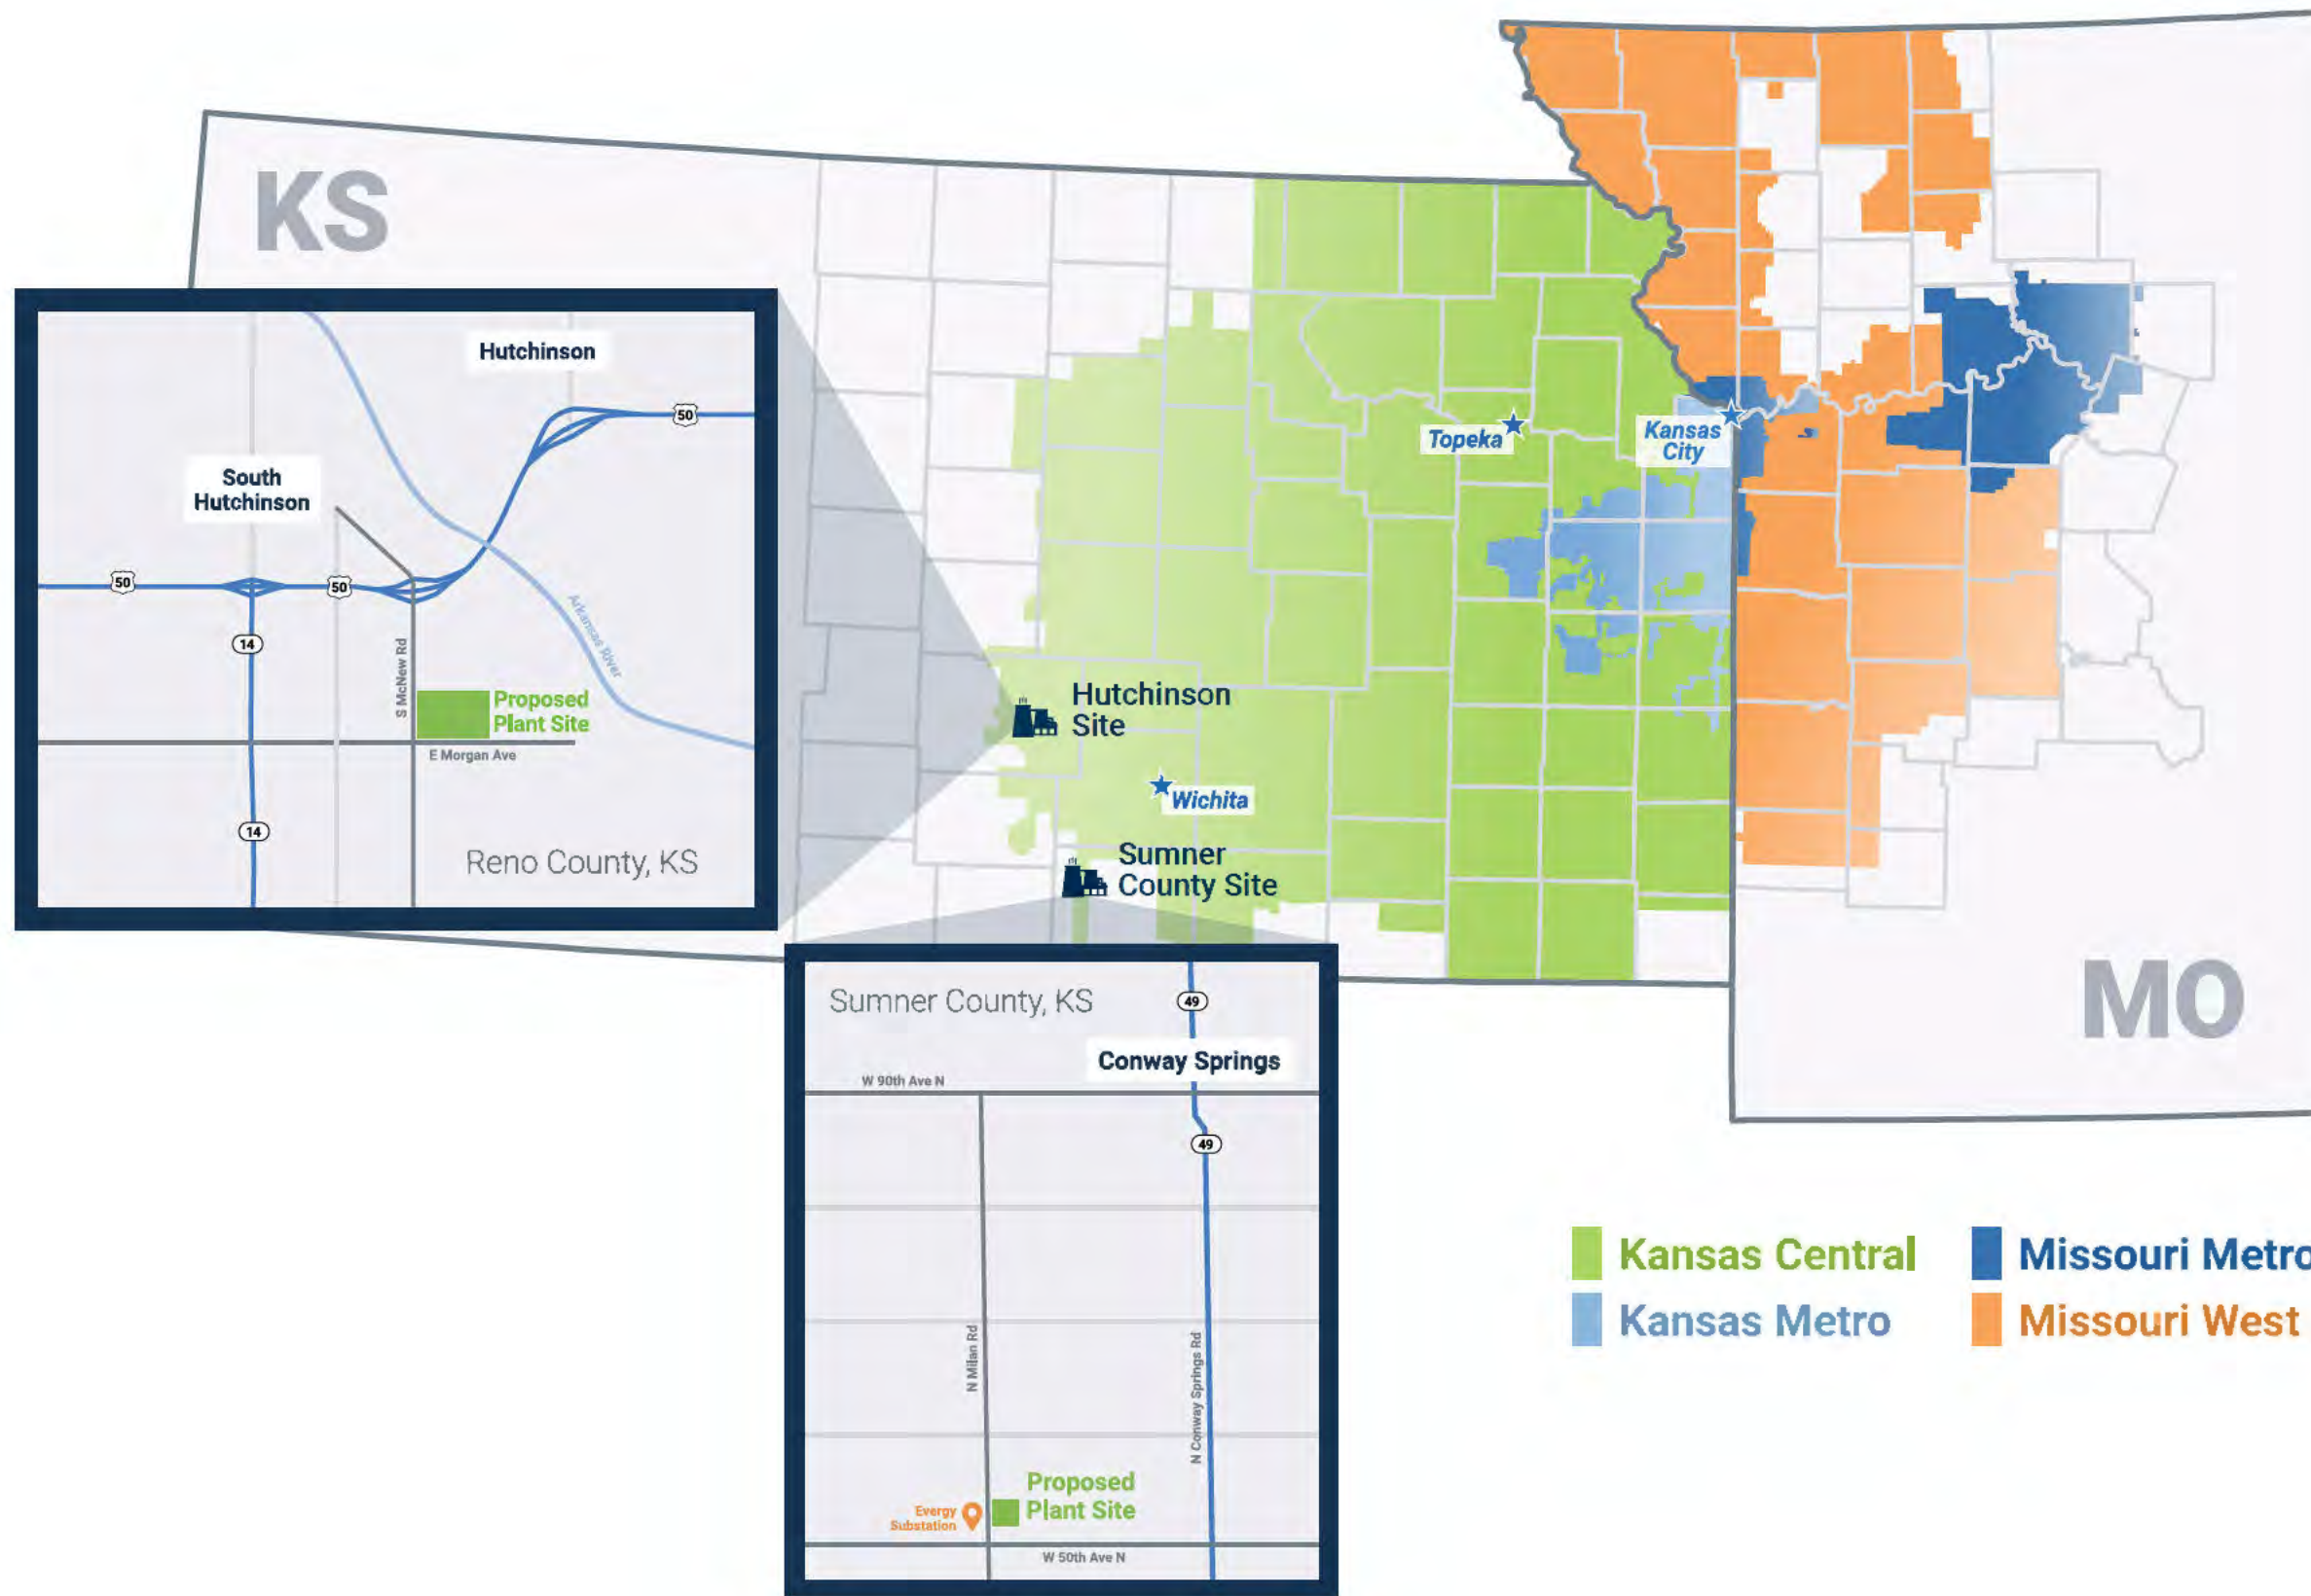 KS
Hutchinson
50
South
Hutchinson
50
50
14
S McNew Rd
Arkansas River
Proposed
Plant Site
E Morgan Ave
14
Reno County, KS
Topeka
Kansas
City
Hutchinson
Site
Wichita
Sumner
County Site
MO
Sumner County, KS
49
Conway Springs
W 90th Ave N
49
N Milan Rd
N Conway Springs Rd
Proposed
Plant Site
Evergy
Substation
W 50th Ave N
Kansas Central
Missouri Metro
Kansas Metro
Missouri West